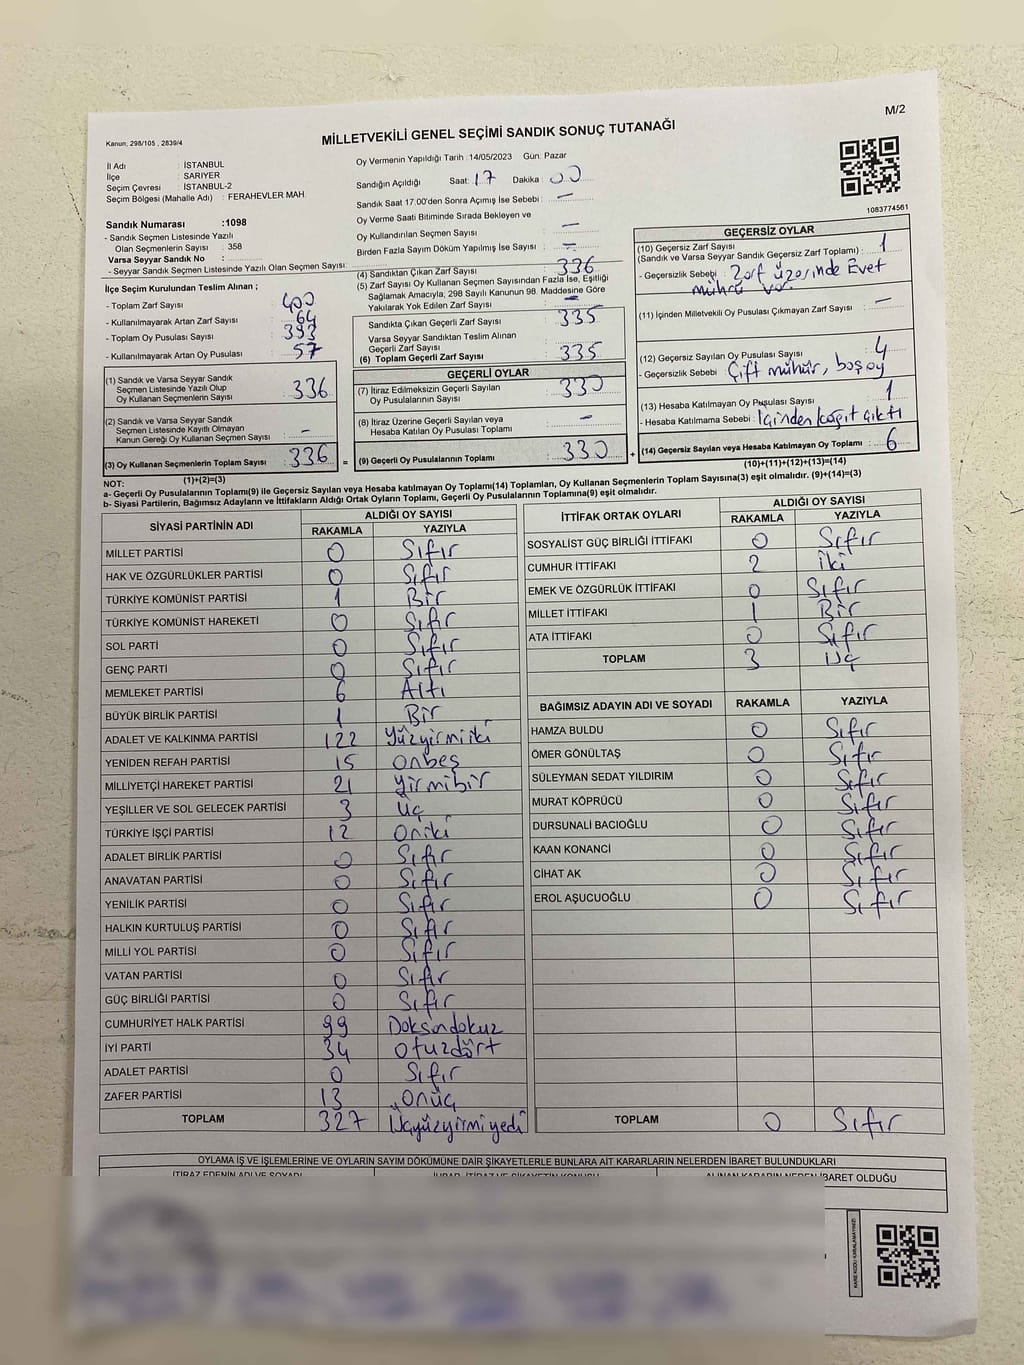 M/2
MİLLETVEKİLİ GENEL SEÇİMİ SANDIK SONUÇ TUTANAĞI
Kanun; 298/105 , 2839/4
İl Adı : İSTANBUL
İlçe : SARIYER
Seçim Çevresi : İSTANBUL-2
Seçim Bölgesi (Mahalle Adı) : FERAHEVLER MAH.
Sandık Numarası :1098
- Sandık Seçmen Listesinde Yazılı
Olan Seçmenlerin Sayısı : 358
Varsa Seyyar Sandık No :
- Seyyar Sandık Seçmen Listesinde Yazılı Olan Seçmen Sayısı:
İlçe Seçim Kurulundan Teslim Alınan ;
- Toplam Zarf Sayısı : 400
- Kullanılmayarak Artan Zarf Sayısı : 64
- Toplam Oy Pusulası Sayısı : 393
- Kullanılmayarak Artan Oy Pusulası : 57
(1) Sandık ve Varsa Seyyar Sandık
Seçmen Listesinde Yazılı Olup
Oy Kullanan Seçmenlerin Sayısı : 336
(2) Sandık ve Varsa Seyyar Sandık
Seçmen Listesinde Kayıtlı Olmayan
Kanun Gereği Oy Kullanan Seçmen Sayısı : -
(3) Oy Kullanan Seçmenlerin Toplam Sayısı : 336
(1)+(2)=(3)
Oy Vermenin Yapıldığı Tarih :14/05/2023 Gün: Pazar
Sandığın Açıldığı Saat: 17 Dakika : 00
Sandık Saat 17:00'den Sonra Açımış İse Sebebi : -
Oy Verme Saati Bitiminde Sırada Bekleyen ve
Oy Kullandırılan Seçmen Sayısı : -
Birden Fazla Sayım Döküm Yapılmış İse Sayısı : -
(4) Sandıktan Çıkan Zarf Sayısı : 336
(5) Zarf Sayısı Oy Kullanan Seçmen Sayısından Fazla İse, Eşitliği
Sağlamak Amacıyla, 298 Sayılı Kanunun 98. Maddesine Göre
Yakılarak Yok Edilen Zarf Sayısı : -
Sandıkta Çıkan Geçerli Zarf Sayısı : 335
Varsa Seyyar Sandıktan Teslim Alınan
Geçerli Zarf Sayısı
(6) Toplam Geçerli Zarf Sayısı : 335
GEÇERLİ OYLAR
(7) İtiraz Edilmeksizin Geçerli Sayılan
Oy Pusulalarının Sayısı : 330
(8) İtiraz Üzerine Geçerli Sayılan veya
Hesaba Katılan Oy Pusulası Toplamı : -
= (9) Geçerli Oy Pusulalarının Toplamı : 330 +
1083774561
GEÇERSİZ OYLAR
(10) Geçersiz Zarf Sayısı : 1
(Sandık ve Varsa Seyyar Sandık Geçersiz Zarf Toplamı) :
- Geçersizlik Sebebi : Zarf üzerinde Evet
mührü var.
(11) İçinden Milletvekili Oy Pusulası Çıkmayan Zarf Sayısı : -
(12) Geçersiz Sayılan Oy Pusulası Sayısı : 4
- Geçersizlik Sebebi : Çift mühür, boş oy
(13) Hesaba Katılmayan Oy Pusulası Sayısı : 1
- Hesaba Katılmama Sebebi : İçinden kağıt çıktı
(14) Geçersiz Sayılan veya Hesaba Katılmayan Oy Toplamı : 6
(10)+(11)+(12)+(13)=(14)
NOT:
a- Geçerli Oy Pusulalarının Toplamı(9) ile Geçersiz Sayılan veya Hesaba Katılmayan oy Toplamı(14) Toplamları, Oy Kullanan Seçmenlerin Toplam Sayısına(3) eşit olmalıdır. (9)+(14)=(3)
b- Siyasi Partilerin, Bağımsız Adayların ve İttifakların Aldığı Ortak Oyların Toplamı, Geçerli Oy Pusulalarının Toplamına(9) eşit olmalıdır.
SİYASİ PARTİNİN ADI ALDIĞI OY SAYISI
RAKAMLA YAZIYLA
MİLLET PARTİSİ 0 Sıfır
HAK VE ÖZGÜRLÜKLER PARTİSİ 0 Sıfır
TÜRKİYE KOMÜNİST PARTİSİ 1 Bir
TÜRKİYE KOMÜNİST HAREKETİ 0 Sıfır
SOL PARTİ 0 Sıfır
GENÇ PARTİ 0 Sıfır
MEMLEKET PARTİSİ 6 Altı
BÜYÜK BİRLİK PARTİSİ 1 Bir
ADALET VE KALKINMA PARTİSİ 122 Yüzyirmiiki
YENİDEN REFAH PARTİSİ 15 onbeş
MİLLİYETÇİ HAREKET PARTİSİ 21 Yirmibir
YEŞİLLER VE SOL GELECEK PARTİSİ 3 üç
TÜRKİYE İŞÇİ PARTİSİ 12 Oniki
ADALET BİRLİK PARTİSİ 0 Sıfır
ANAVATAN PARTİSİ 0 Sıfır
YENİLİK PARTİSİ 0 Sıfır
HALKIN KURTULUŞ PARTİSİ 0 Sıfır
MİLLİ YOL PARTİSİ 0 Sıfır
VATAN PARTİSİ 0 Sıfır
GÜÇ BİRLİĞİ PARTİSİ 0 Sıfır
CUMHURİYET HALK PARTİSİ 99 Doksandokuz
İYİ PARTİ 34 otuzdört
ADALET PARTİSİ 0 Sıfır
ZAFER PARTİSİ 13 onüç
TOPLAM 327 Üçyüzyirmiyedi
İTTİFAK ORTAK OYLARI ALDIĞI OY SAYISI
RAKAMLA YAZIYLA
SOSYALİST GÜÇ BİRLİĞİ İTTİFAKI 0 Sıfır
CUMHUR İTTİFAKI 2 iki
EMEK VE ÖZGÜRLÜK İTTİFAKI 0 Sıfır
MİLLET İTTİFAKI 1 Bir
ATA İTTİFAKI 0 Sıfır
TOPLAM 3 Üç
BAĞIMSIZ ADAYIN ADI VE SOYADI RAKAMLA YAZIYLA
HAMZA BULDU 0 Sıfır
ÖMER GÖNÜLTAŞ 0 Sıfır
SÜLEYMAN SEDAT YILDIRIM 0 Sıfır
MURAT KÖPRÜCÜ 0 Sıfır
DURSUNALİ BACIOĞLU 0 Sıfır
KAAN KONANCİ 0 Sıfır
CİHAT AK 0 Sıfır
EROL AŞUCUOĞLU 0 Sıfır
TOPLAM 0 Sıfır
OYLAMA İŞ VE İŞLEMLERİNE VE OYLARIN SAYIM DÖKÜMÜNE DAİR ŞİKAYETLERLE BUNLARA AİT KARARLARIN NELERDEN İBARET BULUNDUKLARI
İTİRAZ EDENİN ADI VE SOYADI İHBAR, İTİRAZ VE ŞİKAYETİN KONUSU ALINAN KARARIN NEDEN İBARET OLDUĞU
KARE KODU KARALAMAYINIZ!